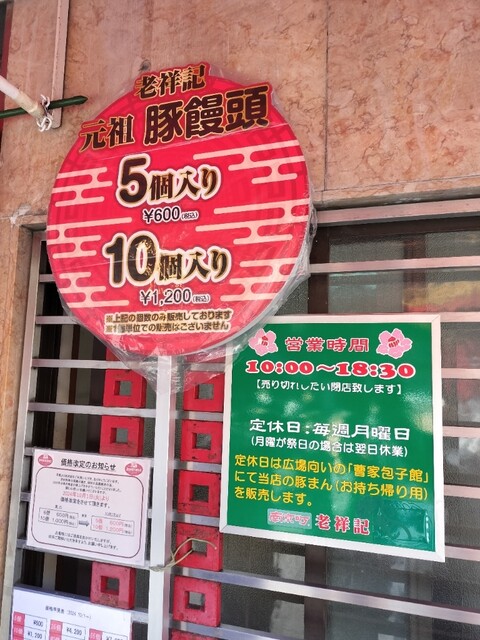 老祥記
元祖 豚饅頭
5個入り
¥600(税込)
10個入り
¥1,200(税込)
※上記の個数のみ販売しております
※1個単位での販売はございません
営業時間
10:00〜18:30
【売り切れしだい閉店致します】
定休日:毎週月曜日
(月曜が祭日の場合は翌日休業)
定休日は広場向いの「曹家包子館」
にて当店の豚まん(お持ち帰り用)
を販売します。
老祥記
価格改定のお知らせ